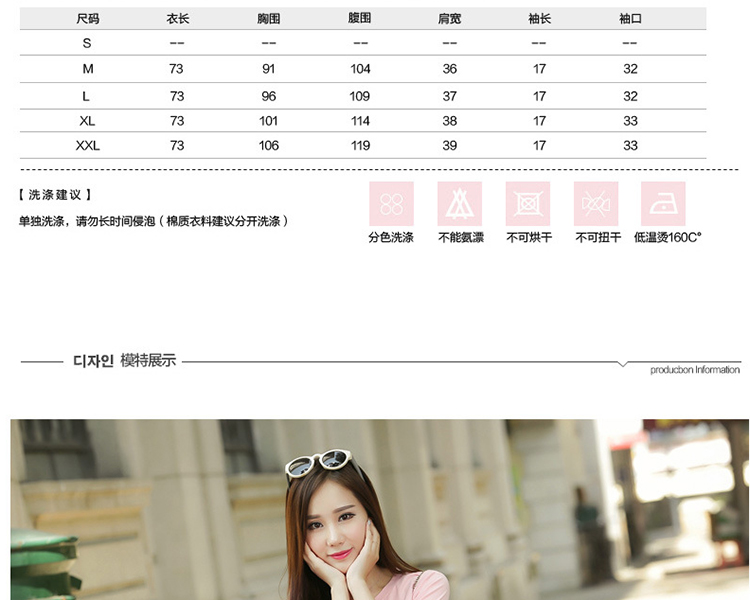 尺码 衣长 胸围 腹围 肩宽 袖长 袖口
S -- -- -- -- -- --
M 73 91 104 36 17 32
L 73 96 109 37 17 32
XL 73 101 114 38 17 33
XXL 73 106 119 39 17 33
【洗涤建议】
单独洗涤，请勿长时间侵泡（棉质衣料建议分开洗涤）
分色洗涤 不能氨漂 不可烘干 不可扭干 低温烫160C°
디자인 模特展示
producbon Information